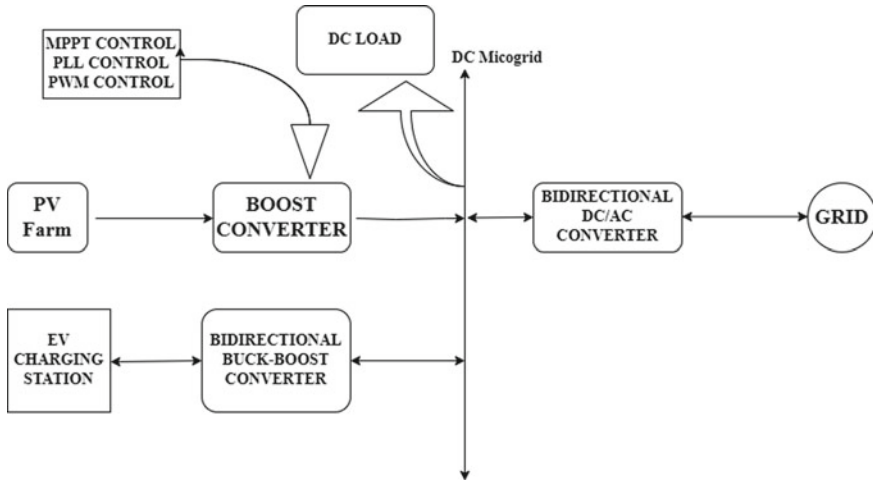 MPPT CONTROL
PLL CONTROL
PWM CONTROL
DC LOAD
DC Micogrid
PV
Farm
BOOST
CONVERTER
BIDIRECTIONAL
DC/AC
CONVERTER
GRID
EV
CHARGING
STATION
BIDIRECTIONAL
BUCK-BOOST
CONVERTER